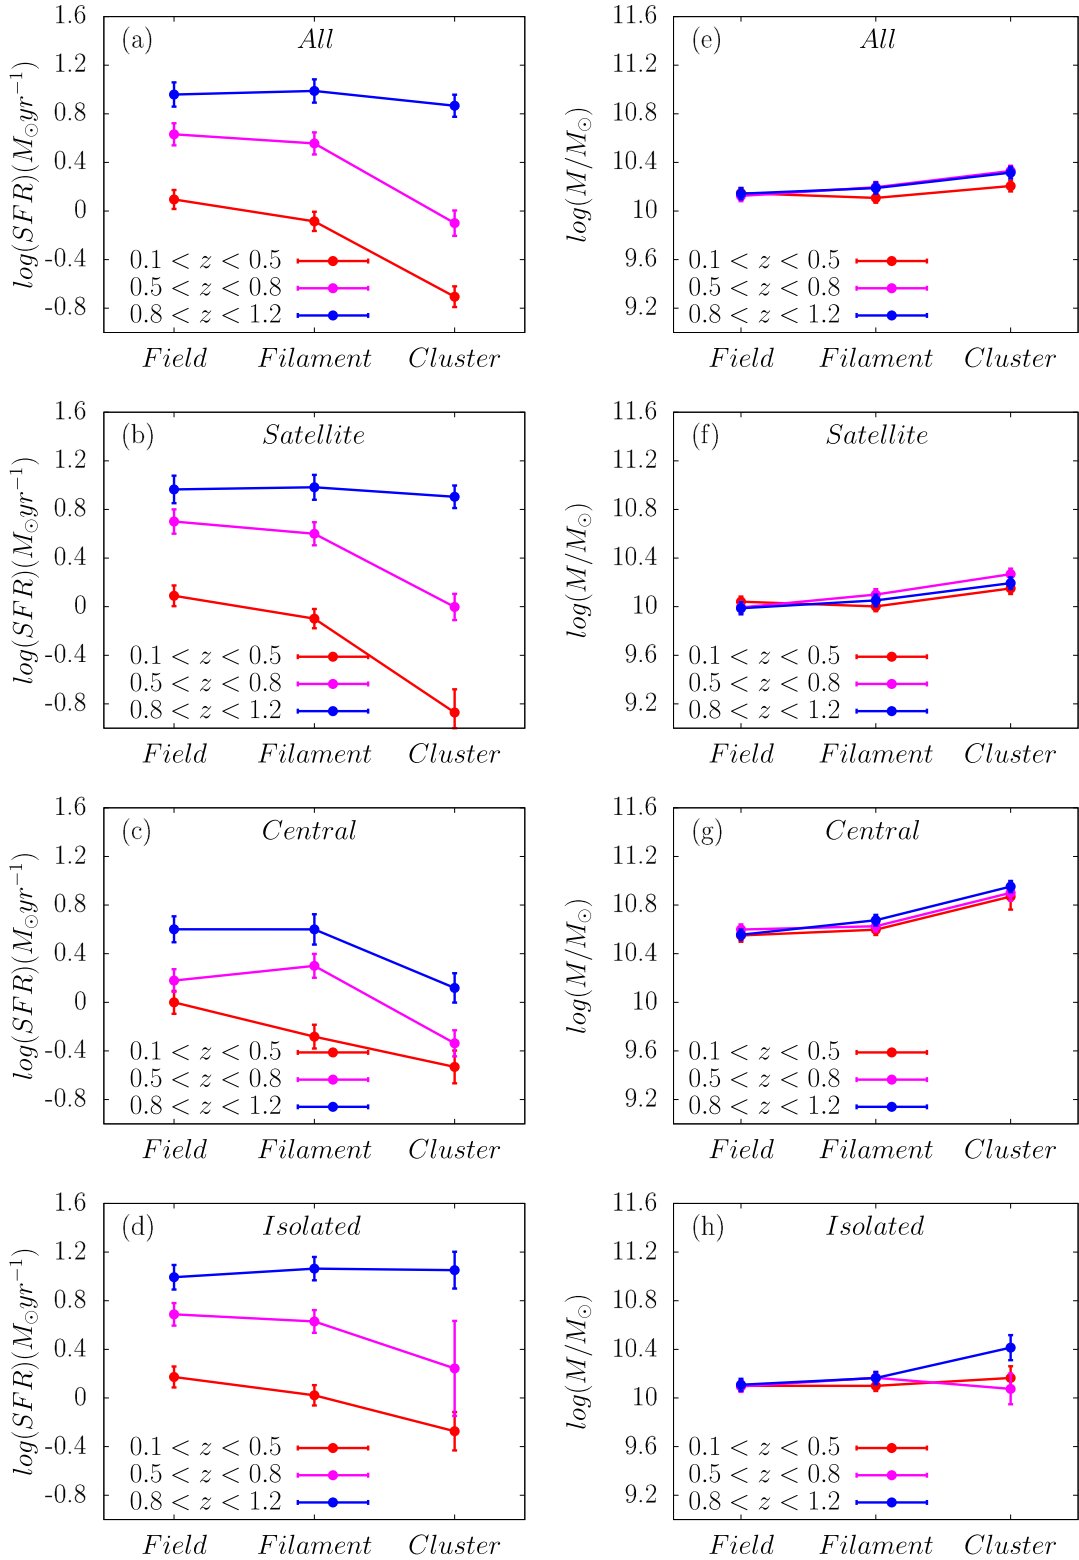 (a) All
1.6
1.2
0.8
0.4
0
-0.4
-0.8
log(SFR)(M⊙yr−1)
0.1 < z < 0.5
0.5 < z < 0.8
0.8 < z < 1.2
Field Filament Cluster
(e) All
11.6
11.2
10.8
10.4
10
9.6
9.2
log(M/M⊙)
0.1 < z < 0.5
0.5 < z < 0.8
0.8 < z < 1.2
Field Filament Cluster
(b) Satellite
1.6
1.2
0.8
0.4
0
-0.4
-0.8
log(SFR)(M⊙yr−1)
0.1 < z < 0.5
0.5 < z < 0.8
0.8 < z < 1.2
Field Filament Cluster
(f) Satellite
11.6
11.2
10.8
10.4
10
9.6
9.2
log(M/M⊙)
0.1 < z < 0.5
0.5 < z < 0.8
0.8 < z < 1.2
Field Filament Cluster
(c) Central
1.6
1.2
0.8
0.4
0
-0.4
-0.8
log(SFR)(M⊙yr−1)
0.1 < z < 0.5
0.5 < z < 0.8
0.8 < z < 1.2
Field Filament Cluster
(g) Central
11.6
11.2
10.8
10.4
10
9.6
9.2
log(M/M⊙)
0.1 < z < 0.5
0.5 < z < 0.8
0.8 < z < 1.2
Field Filament Cluster
(d) Isolated
1.6
1.2
0.8
0.4
0
-0.4
-0.8
log(SFR)(M⊙yr−1)
0.1 < z < 0.5
0.5 < z < 0.8
0.8 < z < 1.2
Field Filament Cluster
(h) Isolated
11.6
11.2
10.8
10.4
10
9.6
9.2
log(M/M⊙)
0.1 < z < 0.5
0.5 < z < 0.8
0.8 < z < 1.2
Field Filament Cluster